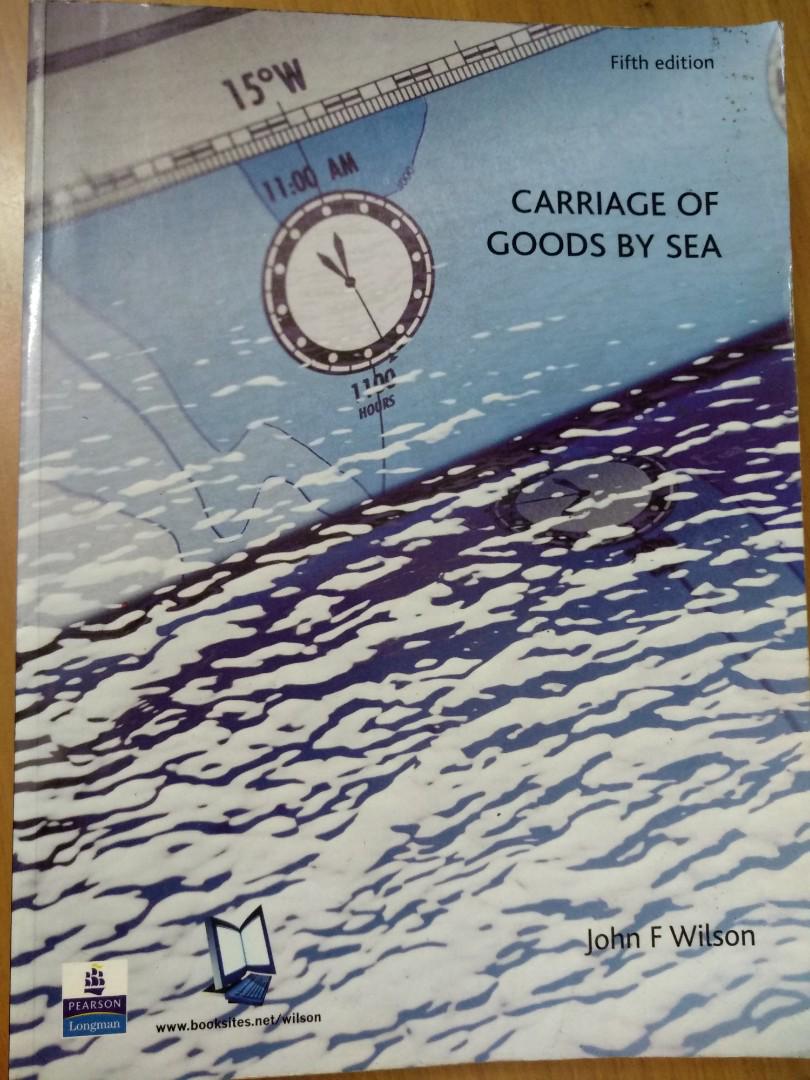 Fifth edition
15°W
11:00 AM
CARRIAGE OF
GOODS BY SEA
1100
HOURS
John F Wilson
PEARSON
Longman
www.booksites.net/wilson